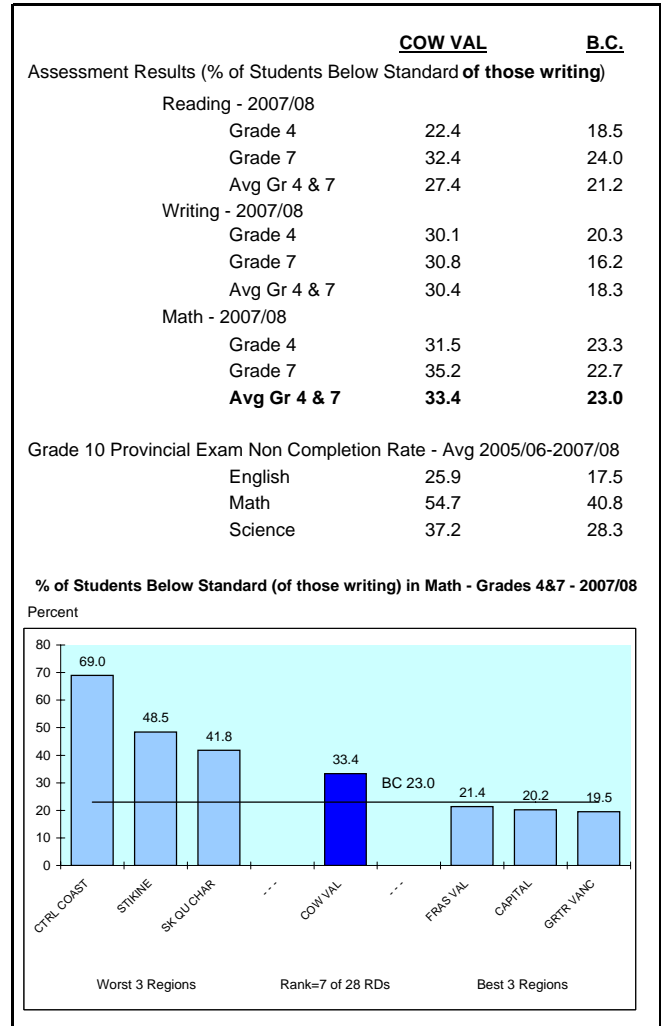 COW VAL B.C.
Assessment Results (% of Students Below Standard of those writing)
Reading - 2007/08
Grade 4 22.4 18.5
Grade 7 32.4 24.0
Avg Gr 4 & 7 27.4 21.2
Writing - 2007/08
Grade 4 30.1 20.3
Grade 7 30.8 16.2
Avg Gr 4 & 7 30.4 18.3
Math - 2007/08
Grade 4 31.5 23.3
Grade 7 35.2 22.7
Avg Gr 4 & 7 33.4 23.0
Grade 10 Provincial Exam Non Completion Rate - Avg 2005/06-2007/08
English 25.9 17.5
Math 54.7 40.8
Science 37.2 28.3
% of Students Below Standard (of those writing) in Math - Grades 4&7 - 2007/08
Percent
80
70
60
50
40
30
20
10
0
69.0
48.5
41.8
33.4
BC 23.0
21.4
20.2
19.5
CTRL COAST
STIKINE
SK QU CHAR
- - -
COW VAL
- - -
FRAS VAL
CAPITAL
GRTR VANC
Worst 3 Regions Rank=7 of 28 RDs Best 3 Regions